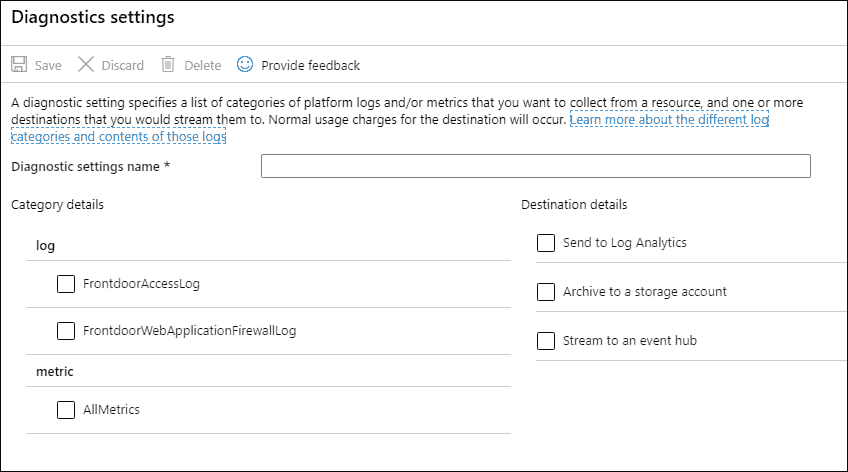 Diagnostics settings
Save Discard Delete Provide feedback
A diagnostic setting specifies a list of categories of platform logs and/or metrics that you want to collect from a resource, and one or more
destinations that you would stream them to. Normal usage charges for the destination will occur. Learn more about the different log
categories and contents of those logs
Diagnostic settings name *
Category details
Destination details
log
Send to Log Analytics
FrontdoorAccessLog
Archive to a storage account
FrontdoorWebApplicationFirewallLog
Stream to an event hub
metric
AllMetrics